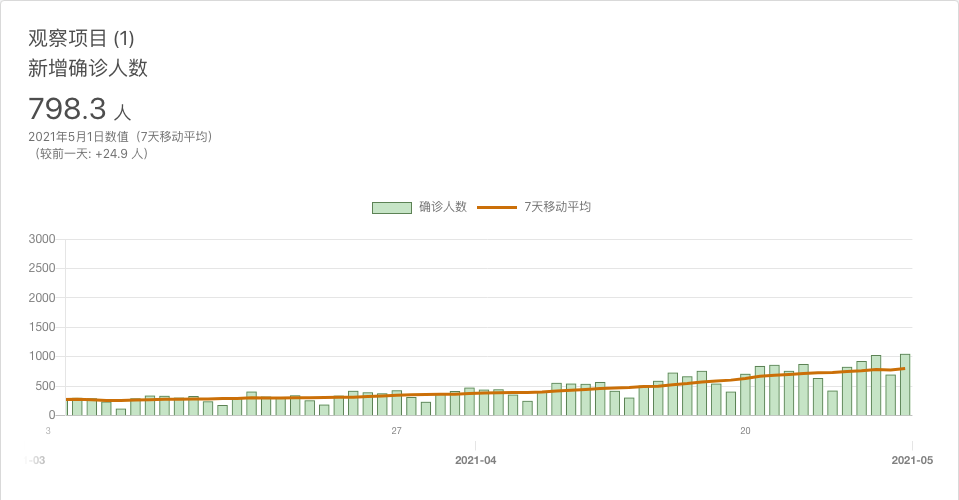 观察项目 (1)
新增确诊人数
798.3 人
2021年5月1日数值（7天移动平均）
（较前一天: +24.9 人）
确诊人数 7天移动平均
3000
2500
2000
1500
1000
500
0
3 27 20
-03 2021-04 2021-05